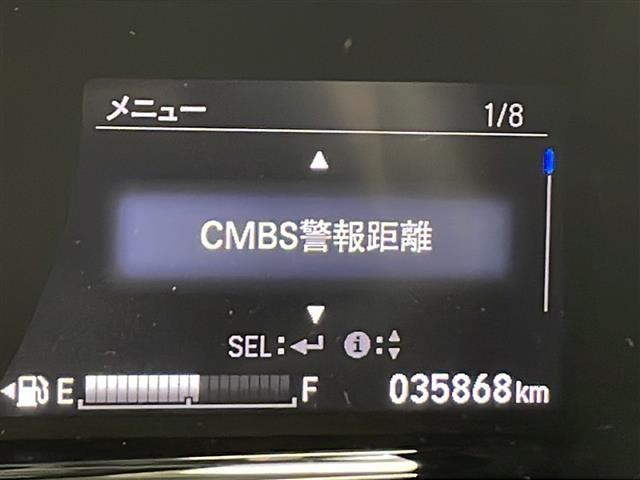 メニュー 1/8
▲
CMBS警報距離
▼
SEL:↵ i:▲▼
E F 035868km